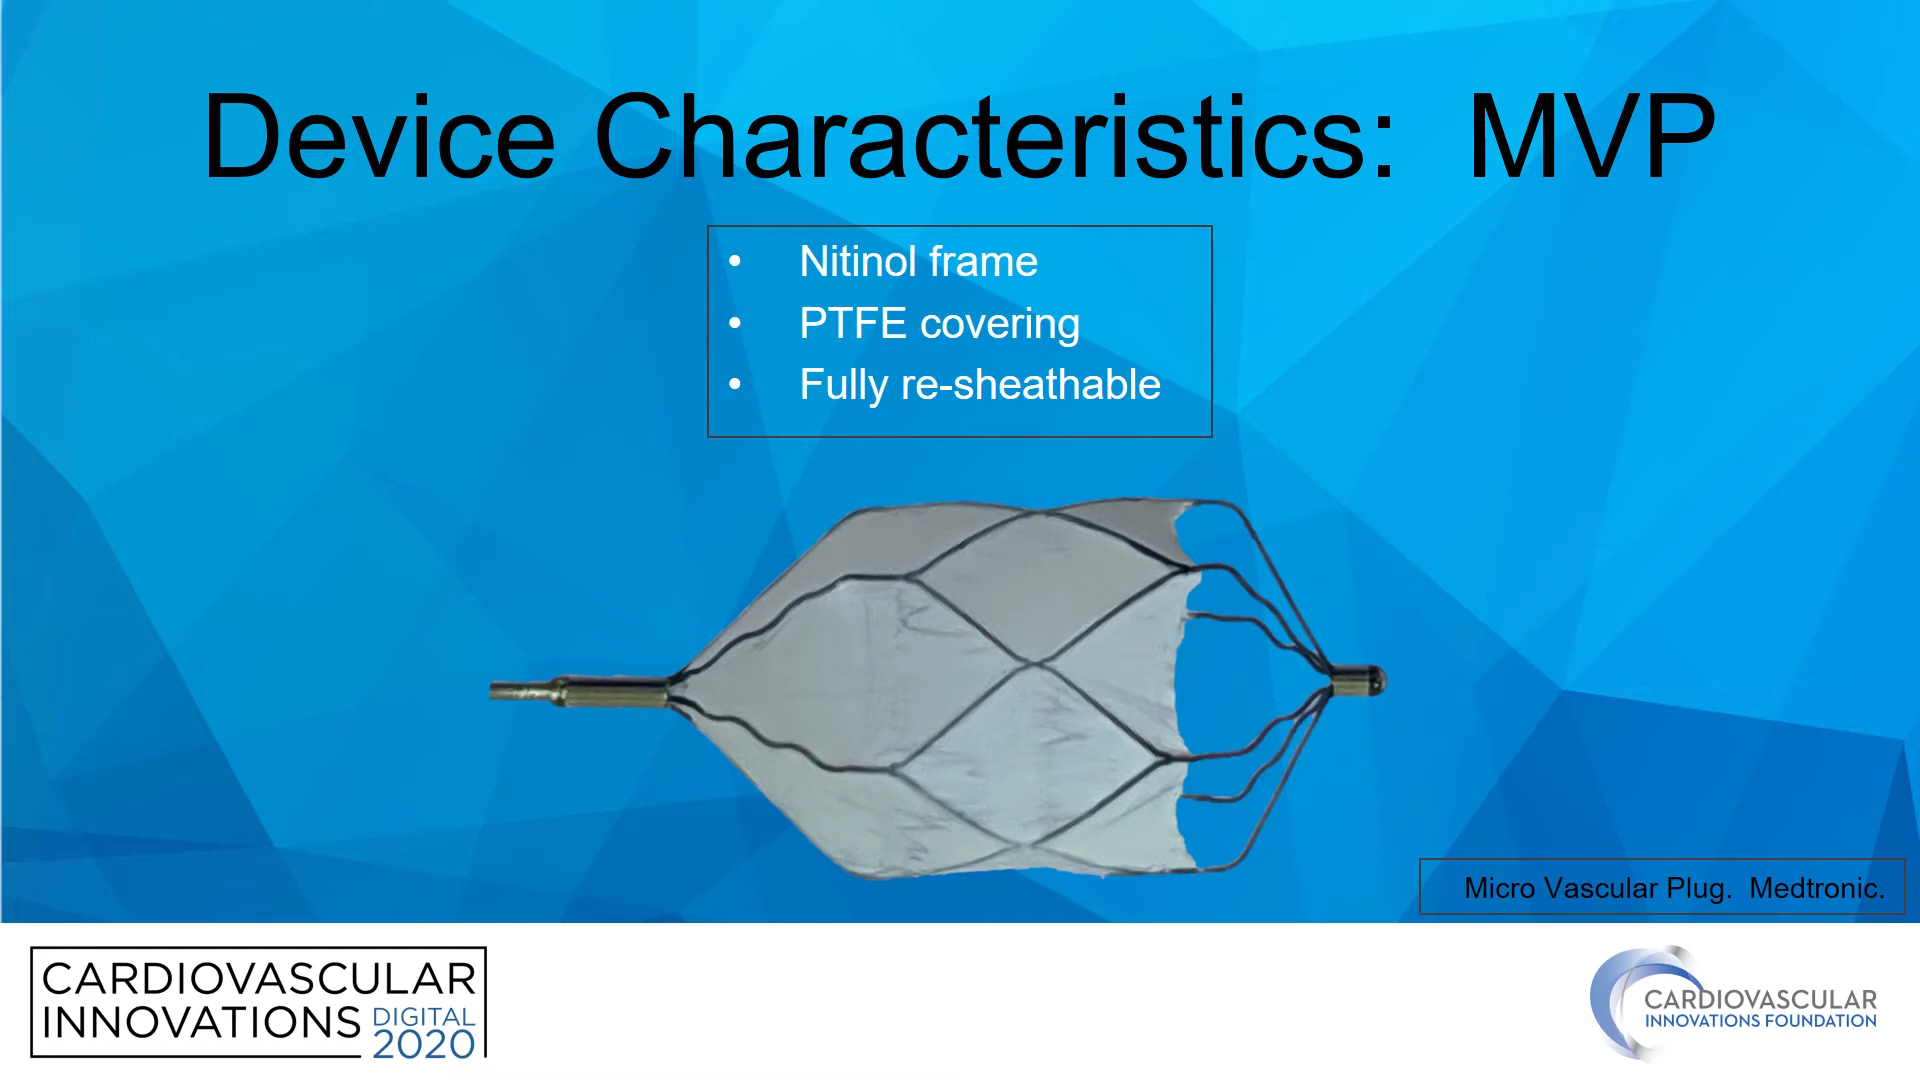 Device Characteristics:  MVP
• Nitinol frame
• PTFE covering
• Fully re-sheathable
Micro Vascular Plug.  Medtronic.
CARDIOVASCULAR
INNOVATIONS DIGITAL
2020
CARDIOVASCULAR
INNOVATIONS FOUNDATION